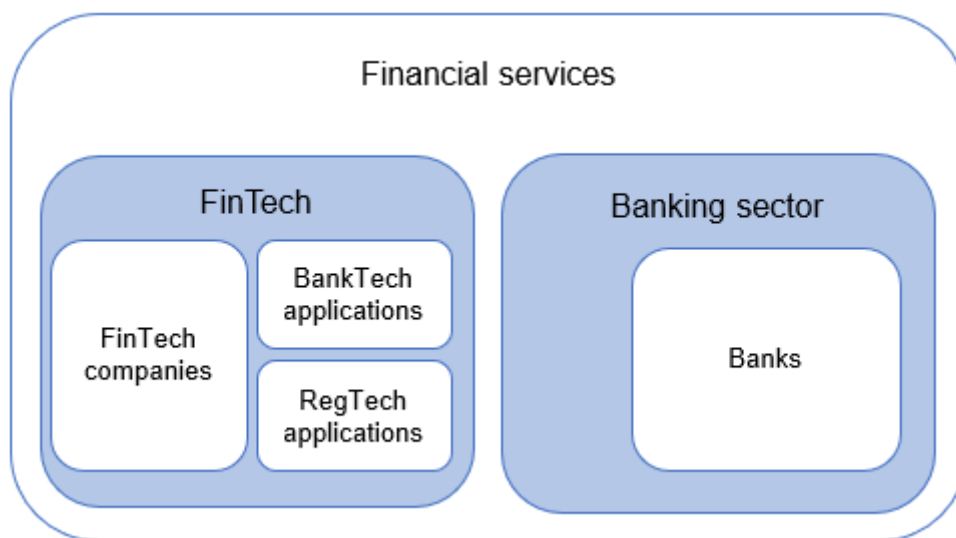 Financial services
FinTech
Banking sector
FinTech
companies
BankTech
applications
RegTech
applications
Banks